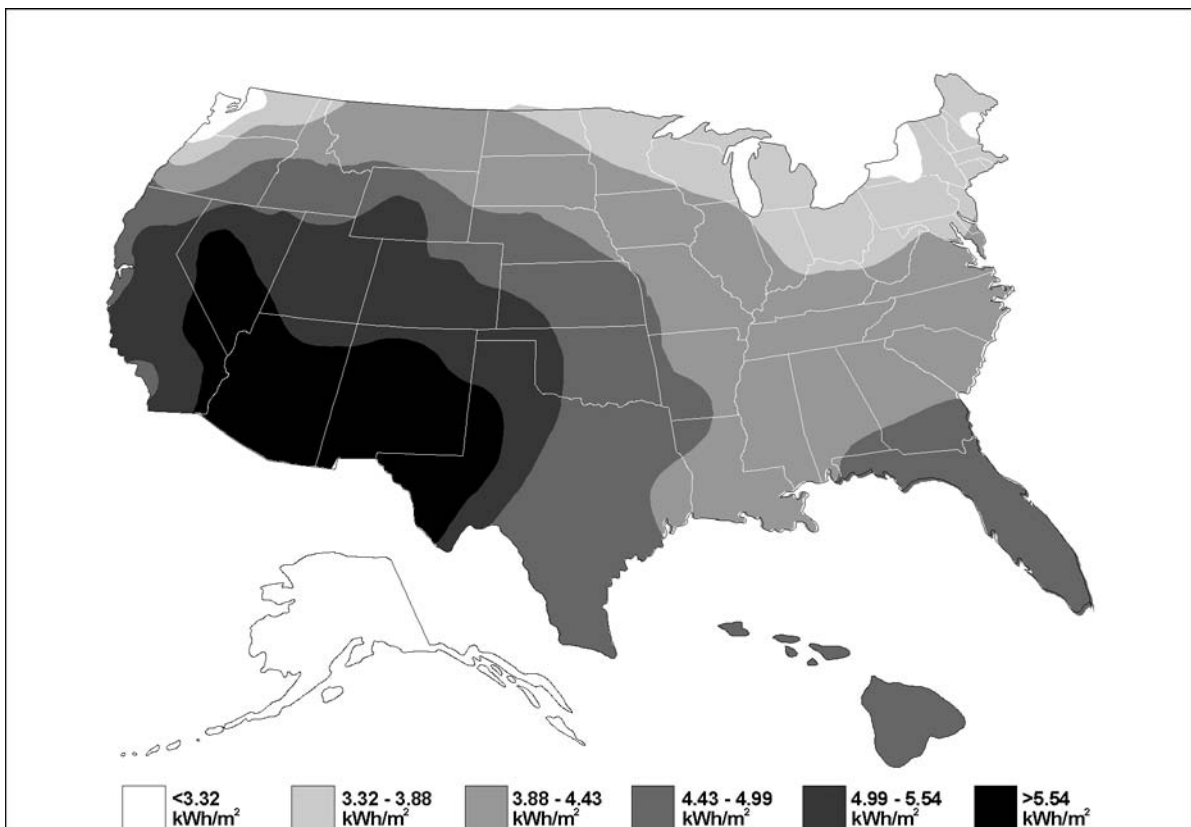 <3.32
kWh/m²
3.32 - 3.88
kWh/m²
3.88 - 4.43
kWh/m²
4.43 - 4.99
kWh/m²
4.99 - 5.54
kWh/m²
>5.54
kWh/m²